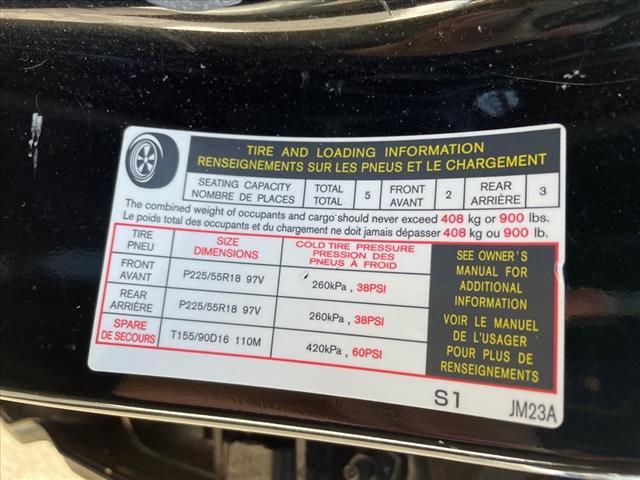 TIRE AND LOADING INFORMATION
RENSEIGNEMENTS SUR LES PNEUS ET LE CHARGEMENT
SEATING CAPACITY NOMBRE DE PLACES TOTAL TOTAL 5 FRONT AVANT 2 REAR ARRIÈRE 3
The combined weight of occupants and cargo should never exceed 408 kg or 900 lbs.
Le poids total des occupants et du chargement ne doit jamais dépasser 408 kg ou 900 lb.
TIRE PNEU SIZE DIMENSIONS COLD TIRE PRESSURE PRESSION DES PNEUS À FROID
FRONT AVANT P225/55R18 97V 260kPa , 38PSI
REAR ARRIÈRE P225/55R18 97V 260kPa , 38PSI
SPARE DE SECOURS T155/90D16 110M 420kPa , 60PSI
SEE OWNER'S
MANUAL FOR
ADDITIONAL
INFORMATION
VOIR LE MANUEL
DE L'USAGER
POUR PLUS DE
RENSEIGNEMENTS
S1 JM23A